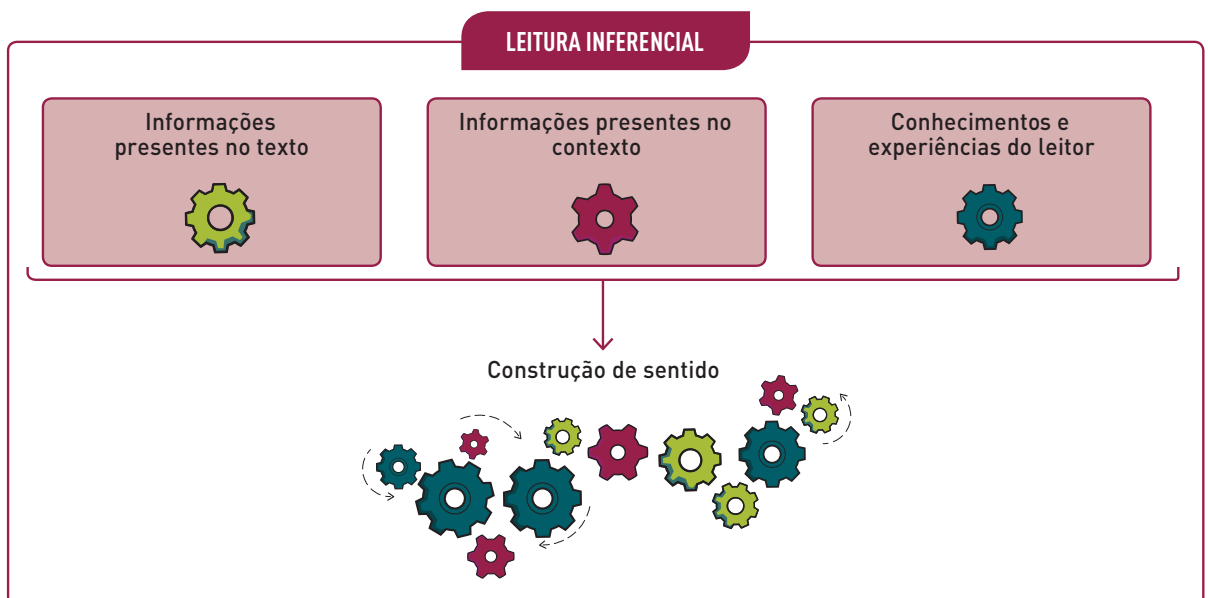 LEITURA INFERENCIAL
Informações
presentes no texto
Informações presentes no
contexto
Conhecimentos e
experiências do leitor
Construção de sentido